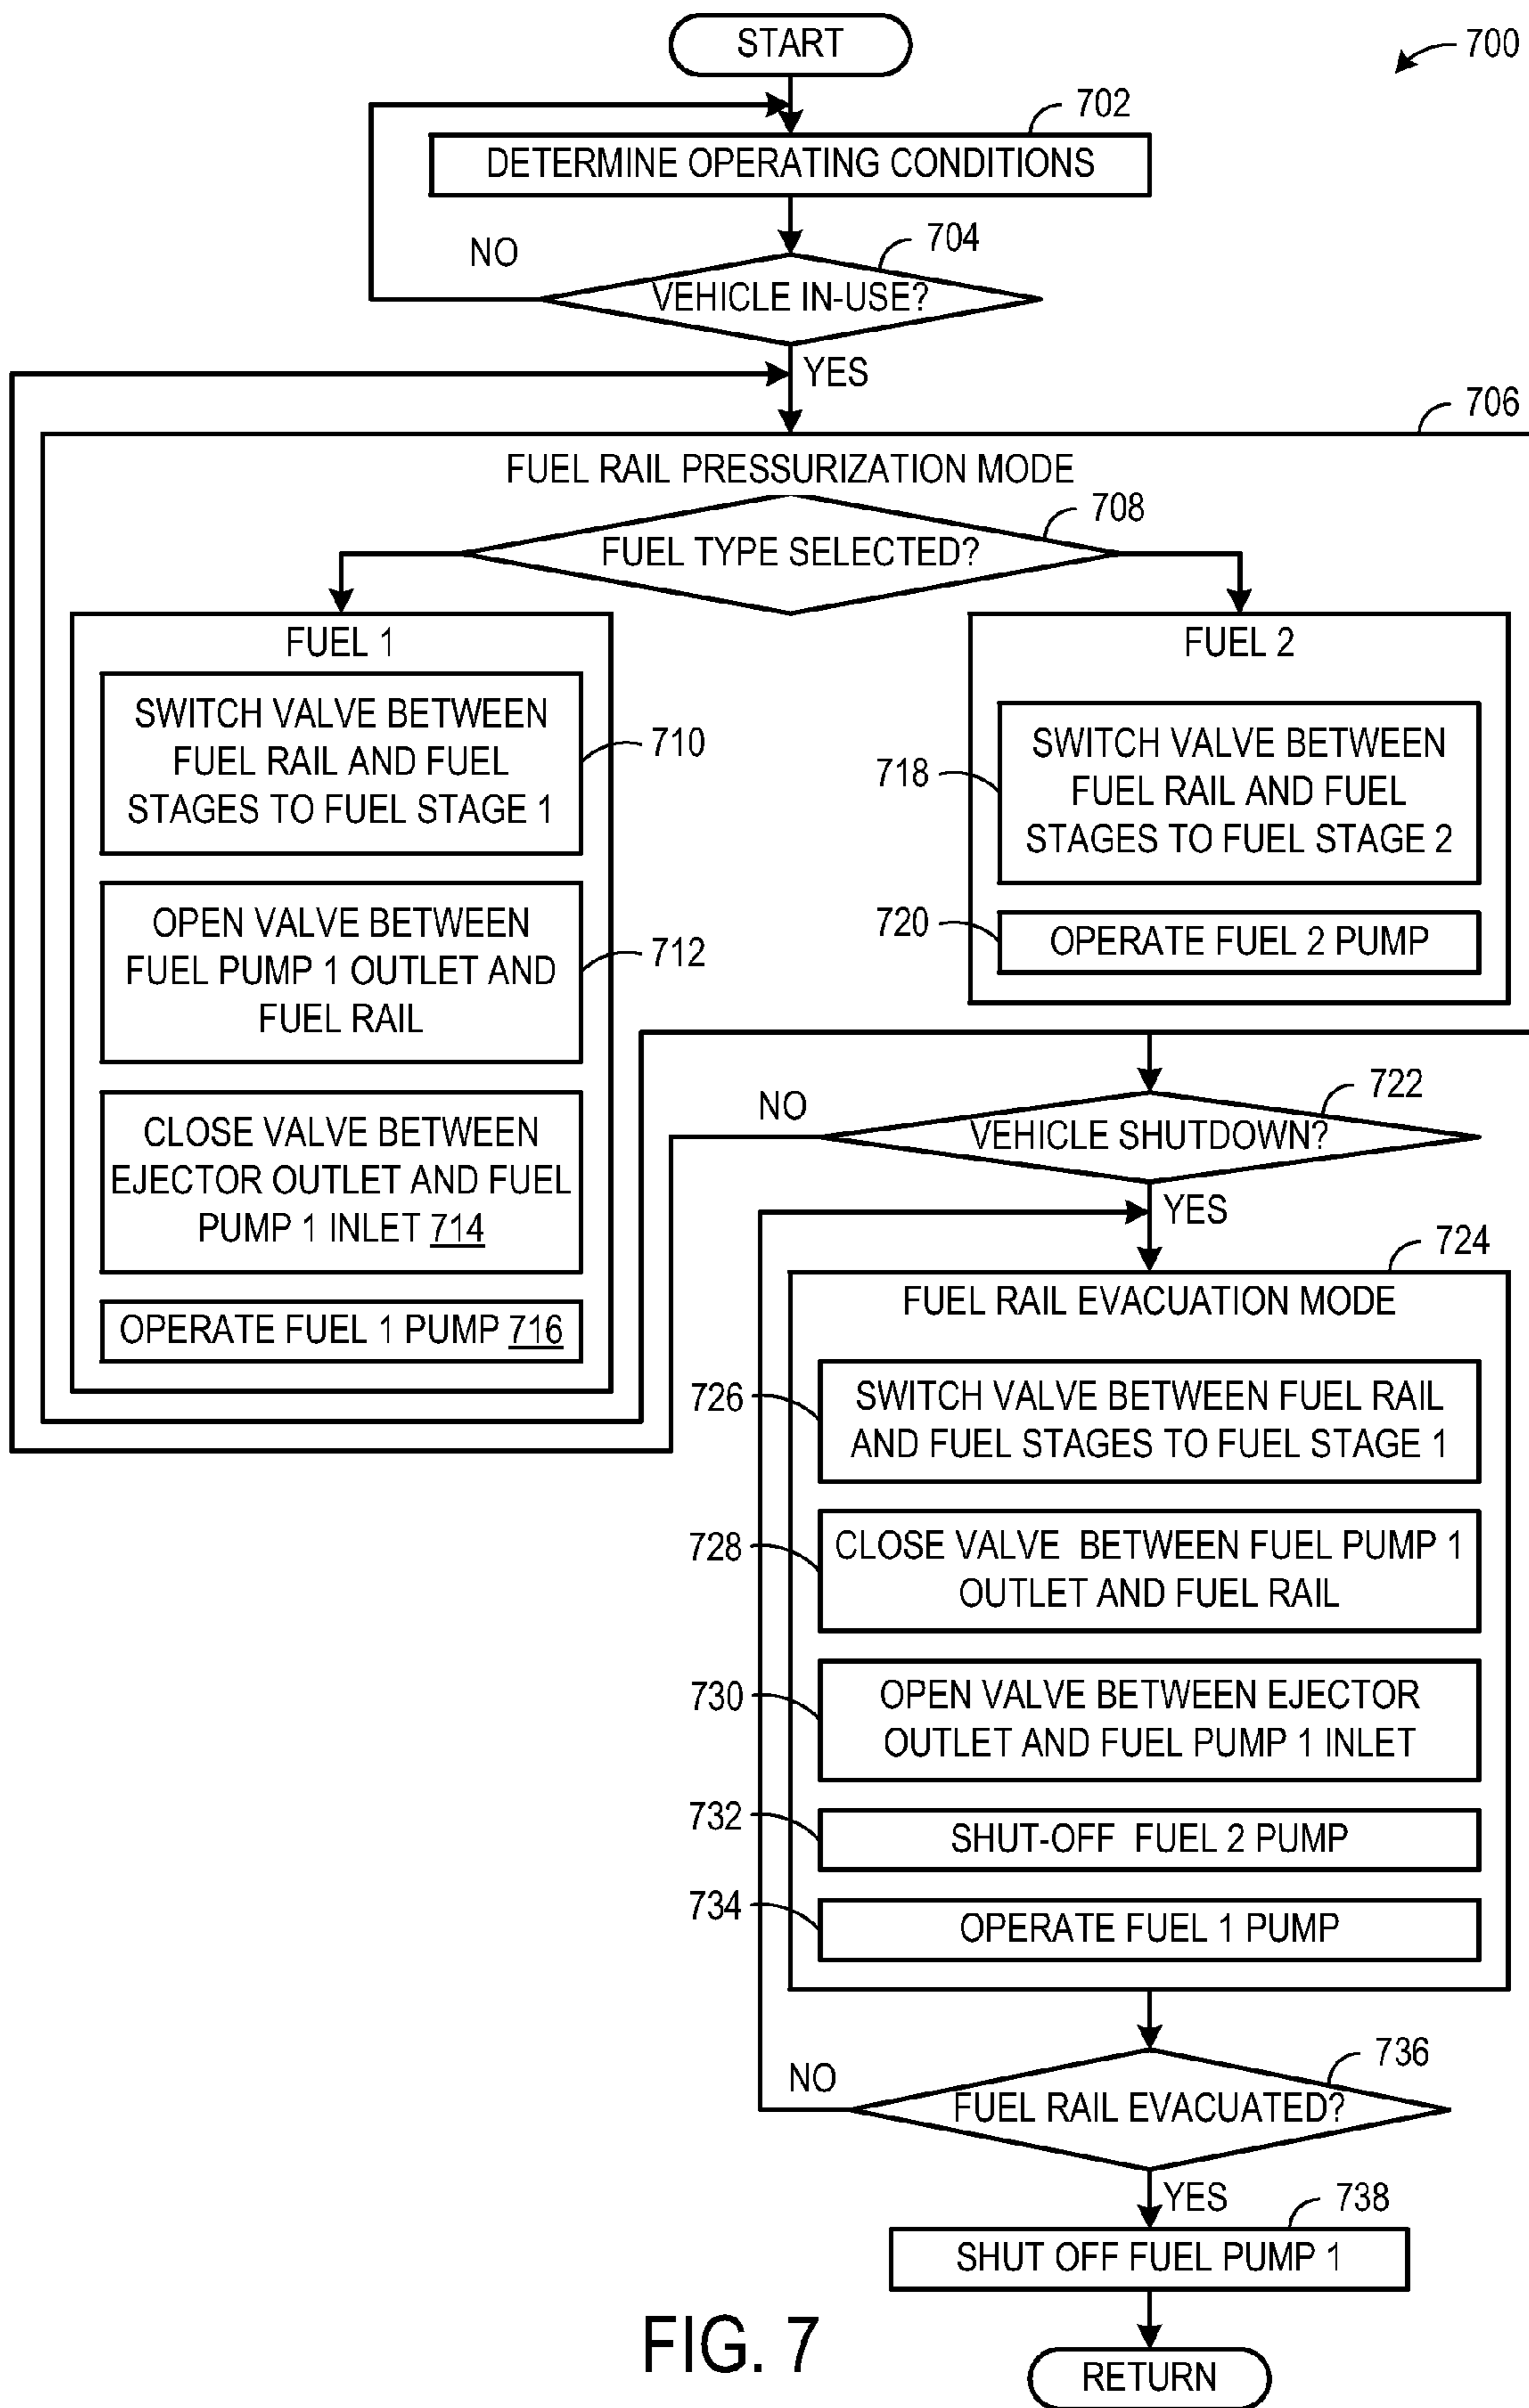 START
700
702
DETERMINE OPERATING CONDITIONS
704
NO
VEHICLE IN-USE?
YES
706
FUEL RAIL PRESSURIZATION MODE
708
FUEL TYPE SELECTED?
FUEL 1
SWITCH VALVE BETWEEN
FUEL RAIL AND FUEL
STAGES TO FUEL STAGE 1
710
OPEN VALVE BETWEEN
FUEL PUMP 1 OUTLET AND
FUEL RAIL
712
CLOSE VALVE BETWEEN
EJECTOR OUTLET AND FUEL
PUMP 1 INLET 714
OPERATE FUEL 1 PUMP 716
FUEL 2
SWITCH VALVE BETWEEN
FUEL RAIL AND FUEL
STAGES TO FUEL STAGE 2
718
720
OPERATE FUEL 2 PUMP
722
NO
VEHICLE SHUTDOWN?
YES
724
FUEL RAIL EVACUATION MODE
726
SWITCH VALVE BETWEEN FUEL RAIL
AND FUEL STAGES TO FUEL STAGE 1
728
CLOSE VALVE BETWEEN FUEL PUMP 1
OUTLET AND FUEL RAIL
730
OPEN VALVE BETWEEN EJECTOR
OUTLET AND FUEL PUMP 1 INLET
732
SHUT-OFF FUEL 2 PUMP
734
OPERATE FUEL 1 PUMP
736
NO
FUEL RAIL EVACUATED?
YES
738
SHUT OFF FUEL PUMP 1
RETURN
FIG. 7